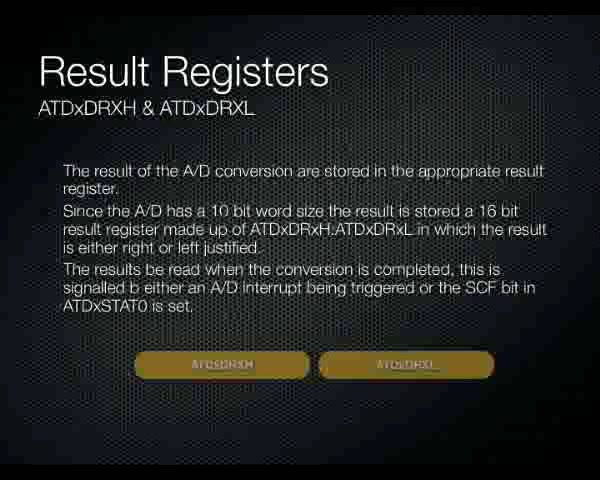 Result Registers
ATDxDRXH & ATDxDRXL
The result of the A/D conversion are stored in the appropriate result
register.
Since the A/D has a 10 bit word size the result is stored a 16 bit
result register made up of ATDxDRxH:ATDxDRxL in which the result
is either right or left justified.
The results be read when the conversion is completed, this is
signalled b either an A/D interrupt being triggered or the SCF bit in
ATDxSTAT0 is set.
ATDxDRXH ATDxDRXL